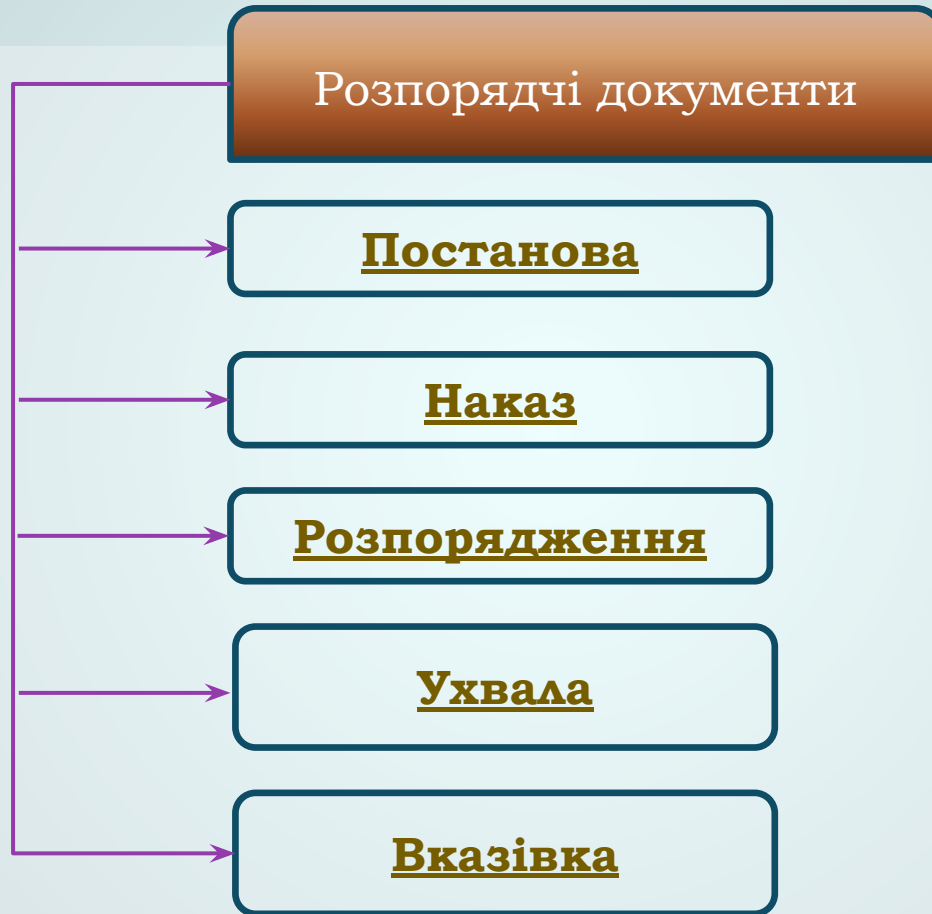 Розпорядчі документи
Постанова
Наказ
Розпорядження
Ухвала
Вказівка